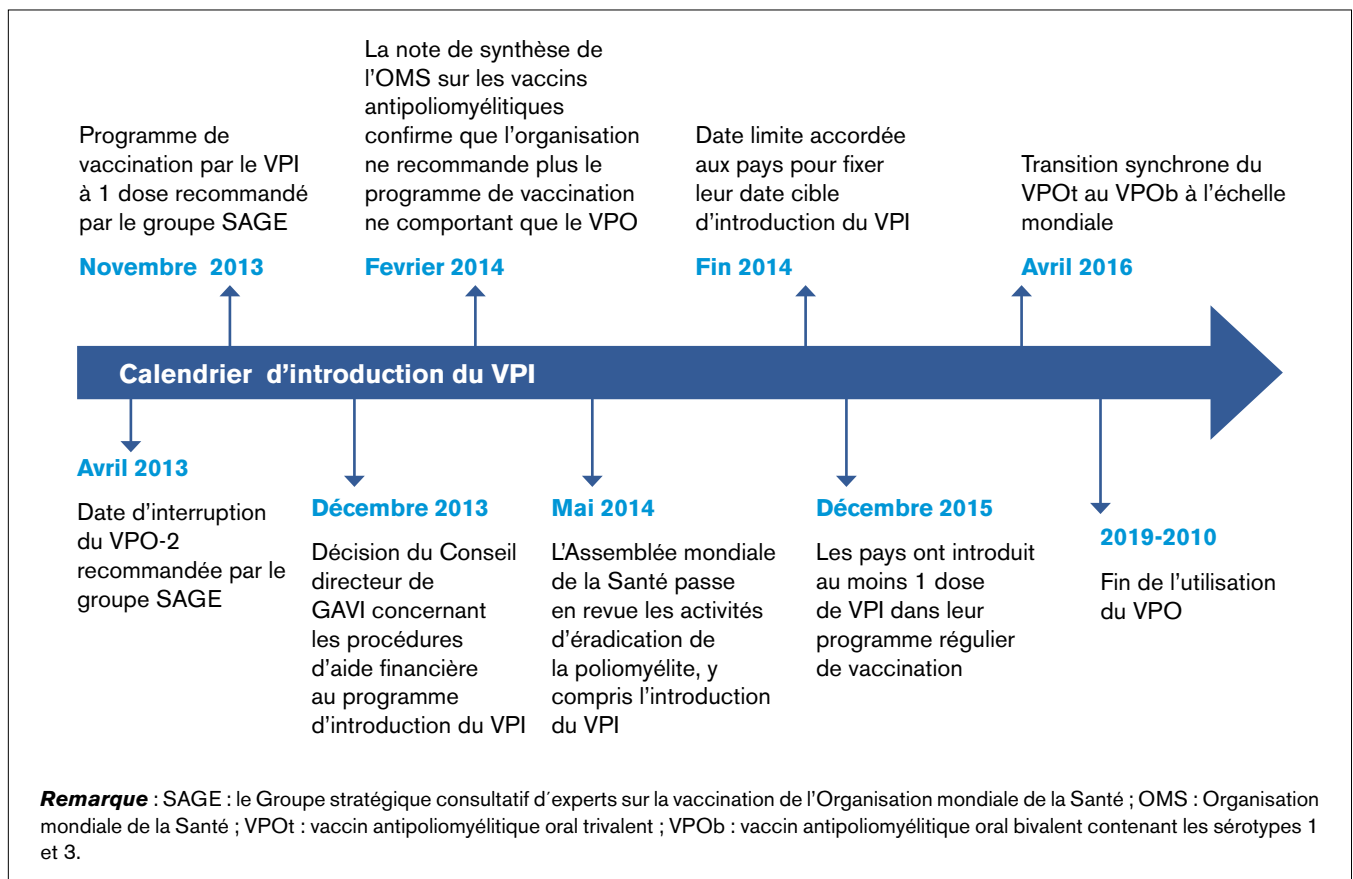 Programme de
vaccination par le VPI
à 1 dose recommandé
par le groupe SAGE
Novembre 2013
La note de synthèse de
l'OMS sur les vaccins
antipoliomyélitiques
confirme que l'organisation
ne recommande plus le
programme de vaccination
ne comportant que le VPO
Fevrier 2014
Date limite accordée
aux pays pour fixer
leur date cible
d'introduction du VPI
Fin 2014
Transition synchrone du
VPOt au VPOb à l'échelle
mondiale
Avril 2016
Calendrier d'introduction du VPI
Avril 2013
Date d'interruption
du VPO-2
recommandée par le
groupe SAGE
Décembre 2013
Décision du Conseil
directeur de
GAVI concernant
les procédures
d'aide financière
au programme
d'introduction du VPI
Mai 2014
L'Assemblée mondiale
de la Santé passe
en revue les activités
d'éradication de
la poliomyélite, y
compris l'introduction
du VPI
Décembre 2015
Les pays ont introduit
au moins 1 dose
de VPI dans leur
programme régulier
de vaccination
2019-2010
Fin de l'utilisation
du VPO
Remarque : SAGE : le Groupe stratégique consultatif d´experts sur la vaccination de l'Organisation mondiale de la Santé ; OMS : Organisation
mondiale de la Santé ; VPOt : vaccin antipoliomyélitique oral trivalent ; VPOb : vaccin antipoliomyélitique oral bivalent contenant les sérotypes 1
et 3.